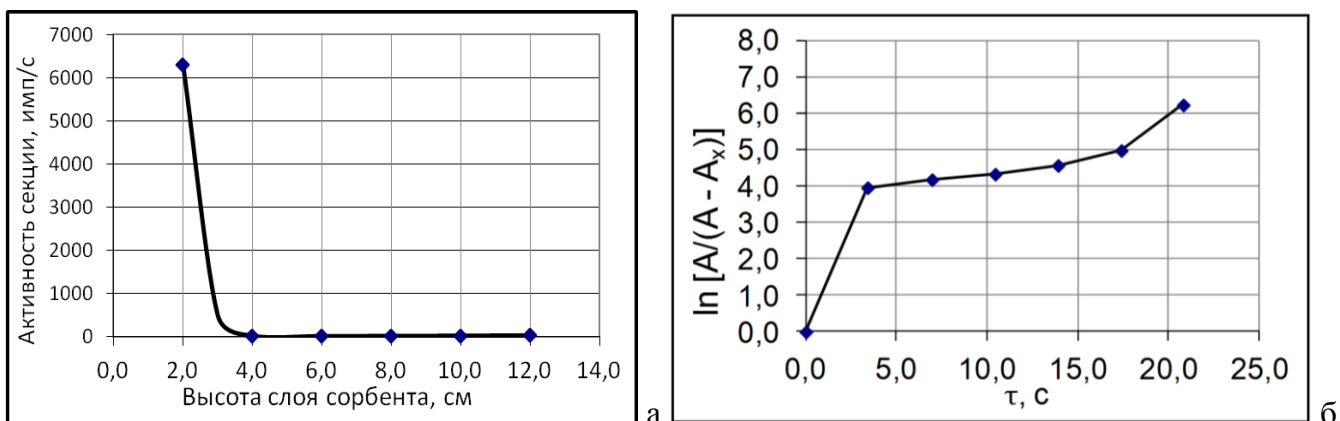 7000
6000
5000
4000
3000
2000
1000
0
0,0 2,0 4,0 6,0 8,0 10,0 12,0 14,0
Активность секции, имп/с
Высота слоя сорбента, см
а
8,0
7,0
6,0
5,0
4,0
3,0
2,0
1,0
0,0
0,0 5,0 10,0 15,0 20,0 25,0
ln [A/(A - Aₓ)]
τ, с
б